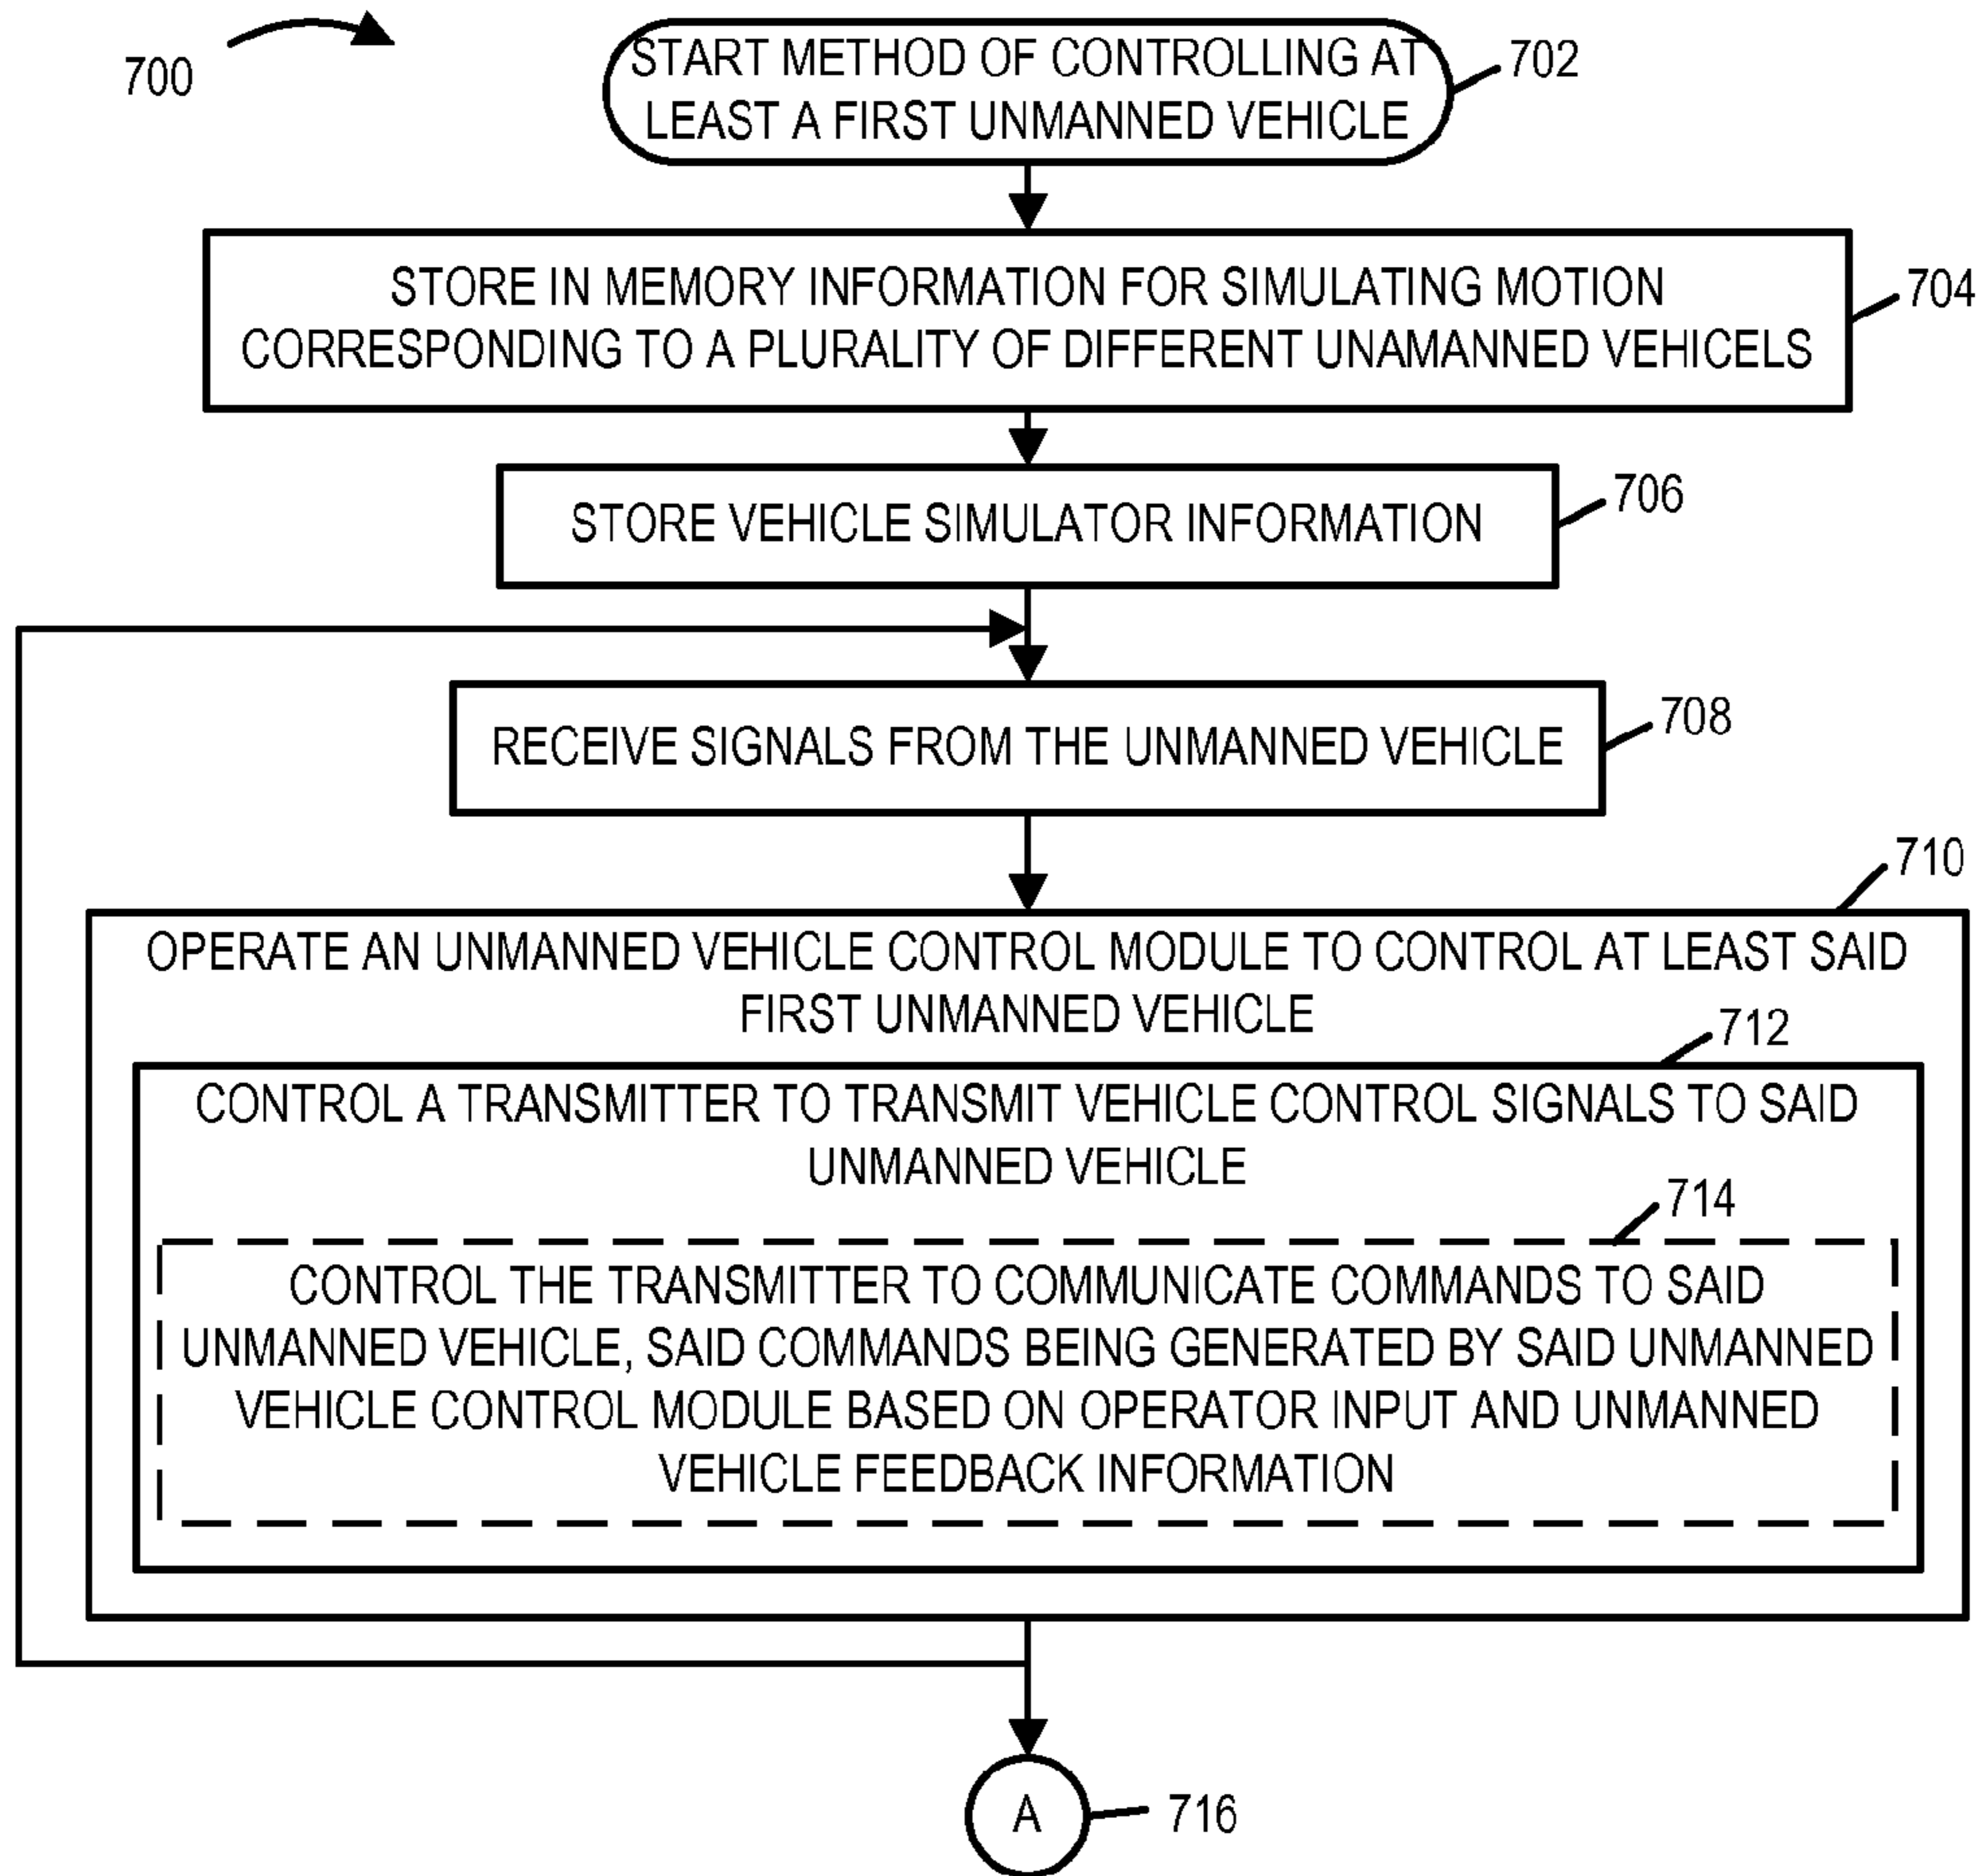 700
START METHOD OF CONTROLLING AT
LEAST A FIRST UNMANNED VEHICLE
702
STORE IN MEMORY INFORMATION FOR SIMULATING MOTION
CORRESPONDING TO A PLURALITY OF DIFFERENT UNAMANNED VEHICELS
704
STORE VEHICLE SIMULATOR INFORMATION
706
RECEIVE SIGNALS FROM THE UNMANNED VEHICLE
708
710
OPERATE AN UNMANNED VEHICLE CONTROL MODULE TO CONTROL AT LEAST SAID
FIRST UNMANNED VEHICLE
712
CONTROL A TRANSMITTER TO TRANSMIT VEHICLE CONTROL SIGNALS TO SAID
UNMANNED VEHICLE
714
CONTROL THE TRANSMITTER TO COMMUNICATE COMMANDS TO SAID
UNMANNED VEHICLE, SAID COMMANDS BEING GENERATED BY SAID UNMANNED
VEHICLE CONTROL MODULE BASED ON OPERATOR INPUT AND UNMANNED
VEHICLE FEEDBACK INFORMATION
A
716